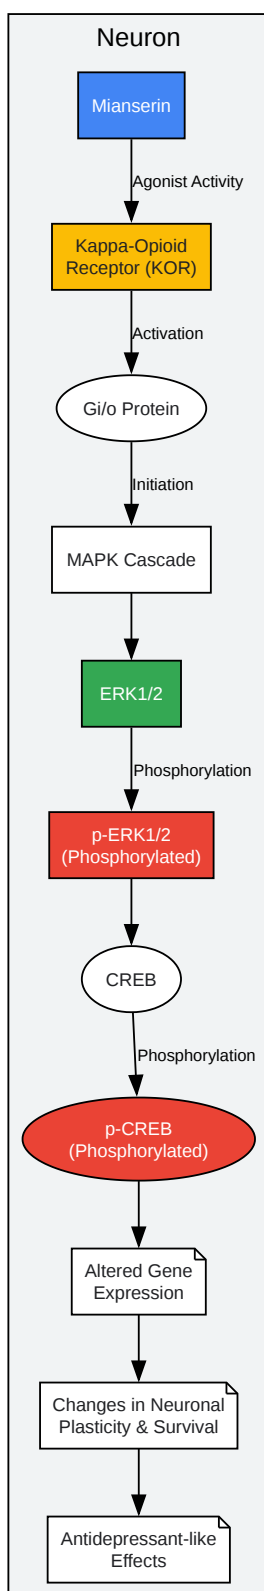 Neuron
Mianserin
Agonist Activity
Kappa-Opioid
Receptor (KOR)
Activation
Gi/o Protein
Initiation
MAPK Cascade
ERK1/2
Phosphorylation
p-ERK1/2
(Phosphorylated)
CREB
Phosphorylation
p-CREB
(Phosphorylated)
Altered Gene
Expression
Changes in Neuronal
Plasticity & Survival
Antidepressant-like
Effects